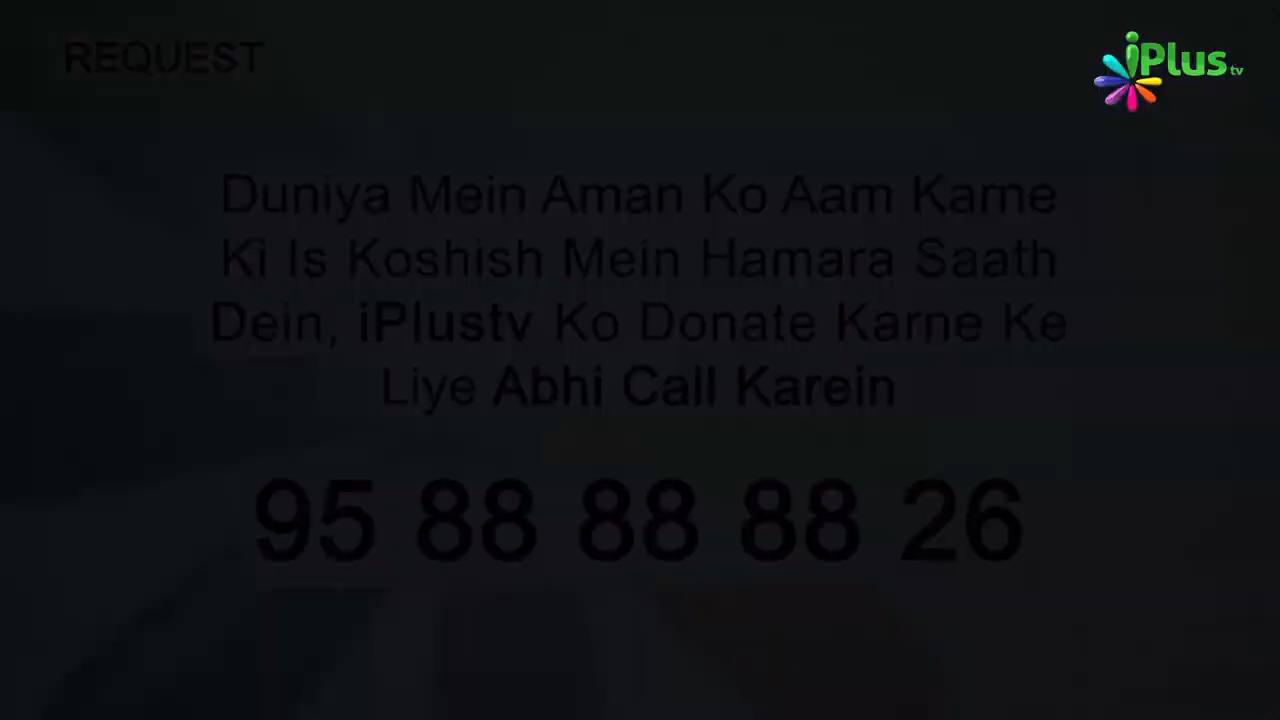 REQUEST
iPlus tv
Duniya Mein Aman Ko Aam Karne
Ki Is Koshish Mein Hamara Saath
Dein, iPlustv Ko Donate Karne Ke
Liye Abhi Call Karein
95 88 88 88 26